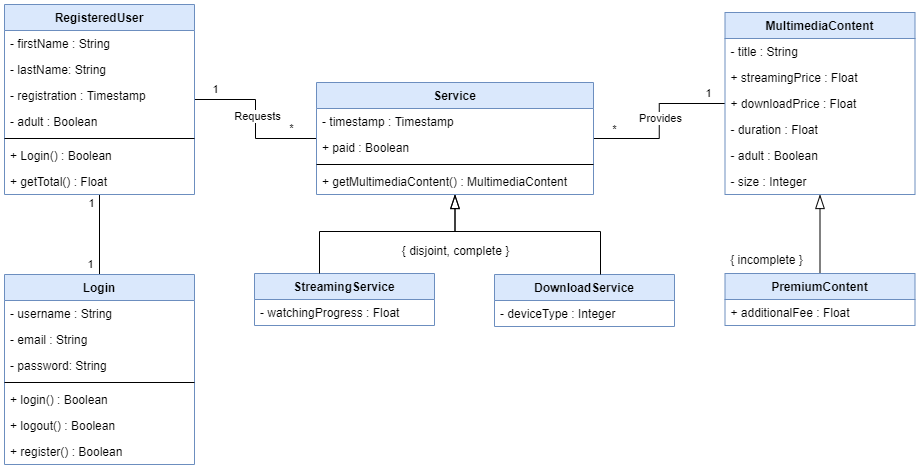 RegisteredUser
- firstName : String
- lastName: String
- registration : Timestamp
- adult : Boolean
+ Login() : Boolean
+ getTotal() : Float
1
Requests
*
Service
- timestamp : Timestamp
+ paid : Boolean
+ getMultimediaContent() : MultimediaContent
*
Provides
1
MultimediaContent
- title : String
+ streamingPrice : Float
+ downloadPrice : Float
- duration : Float
- adult : Boolean
- size : Integer
1
1
{ disjoint, complete }
{ incomplete }
Login
- username : String
- email : String
- password: String
+ login() : Boolean
+ logout() : Boolean
+ register() : Boolean
StreamingService
- watchingProgress : Float
DownloadService
- deviceType : Integer
PremiumContent
+ additionalFee : Float